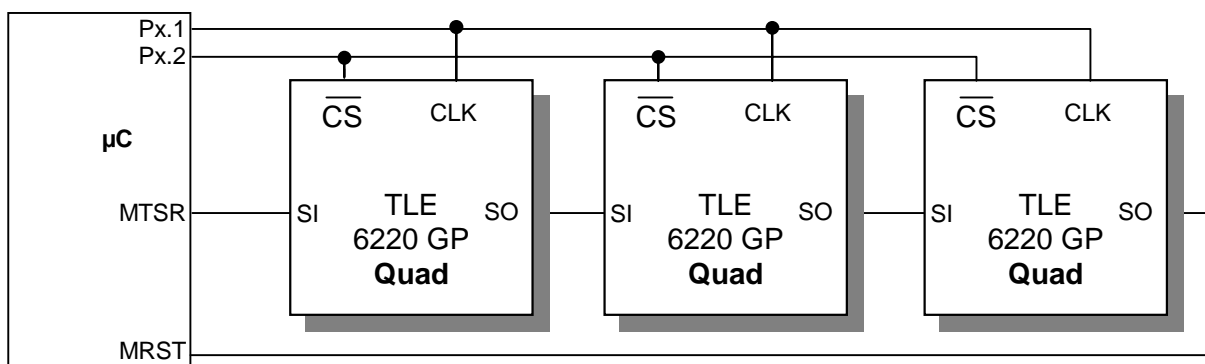 Px.1
Px.2
µC
MTSR
MRST
CS CLK
SI TLE SO
6220 GP
Quad
CS CLK
SI TLE SO
6220 GP
Quad
CS CLK
SI TLE SO
6220 GP
Quad